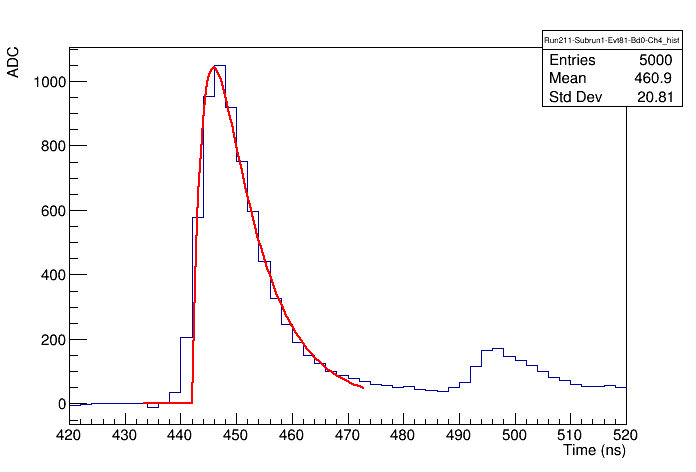 Run211-Subrun1-Evt81-Bd0-Ch4_hist
Entries 5000
Mean 460.9
Std Dev 20.81
ADC
1000
800
600
400
200
0
420 430 440 450 460 470 480 490 500 510 520
Time (ns)